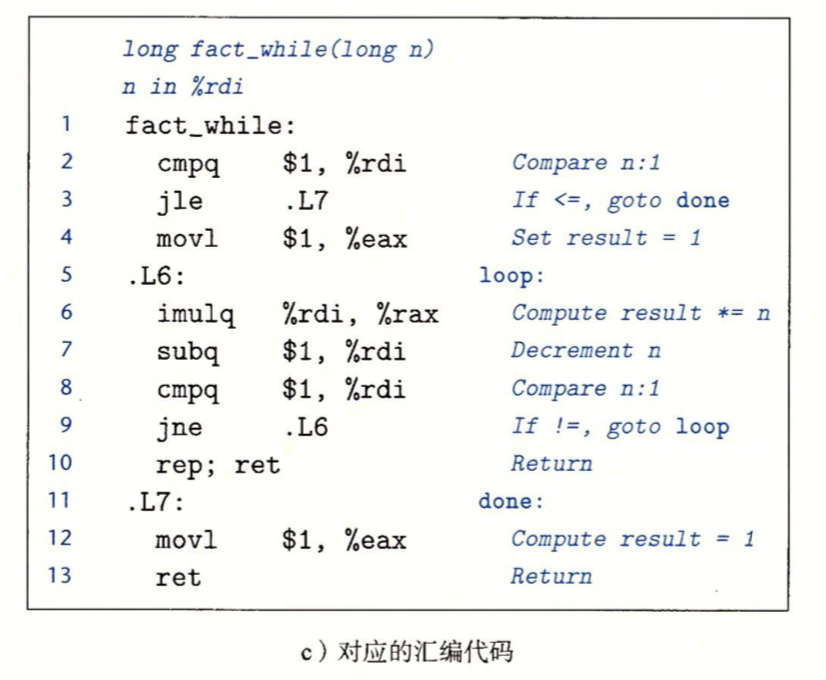 long fact_while(long n)
n in %rdi
1 fact_while:
2 cmpq $1, %rdi Compare n:1
3 jle .L7 If <=, goto done
4 movl $1, %eax Set result = 1
5 .L6: loop:
6 imulq %rdi, %rax Compute result *= n
7 subq $1, %rdi Decrement n
8 cmpq $1, %rdi Compare n:1
9 jne .L6 If !=, goto loop
10 rep; ret Return
11 .L7: done:
12 movl $1, %eax Compute result = 1
13 ret Return
c）对应的汇编代码